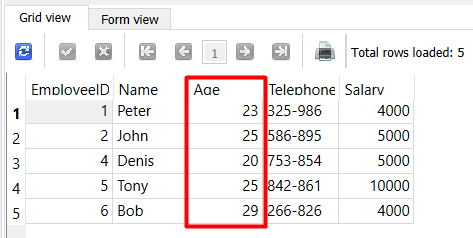 Grid view Form view
1 Total rows loaded: 5
EmployeeID Name Age Telephone Salary
1 1 Peter 23 325-986 4000
2 2 John 25 586-895 5000
3 4 Denis 20 753-854 5000
4 5 Tony 25 842-861 10000
5 6 Bob 29 266-826 4000